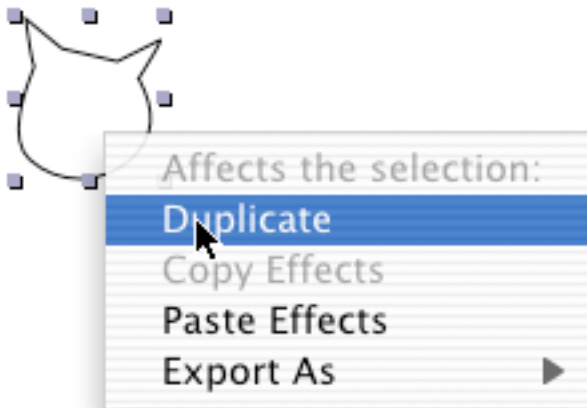 Affects the selection:
Duplicate
Copy Effects
Paste Effects
Export As